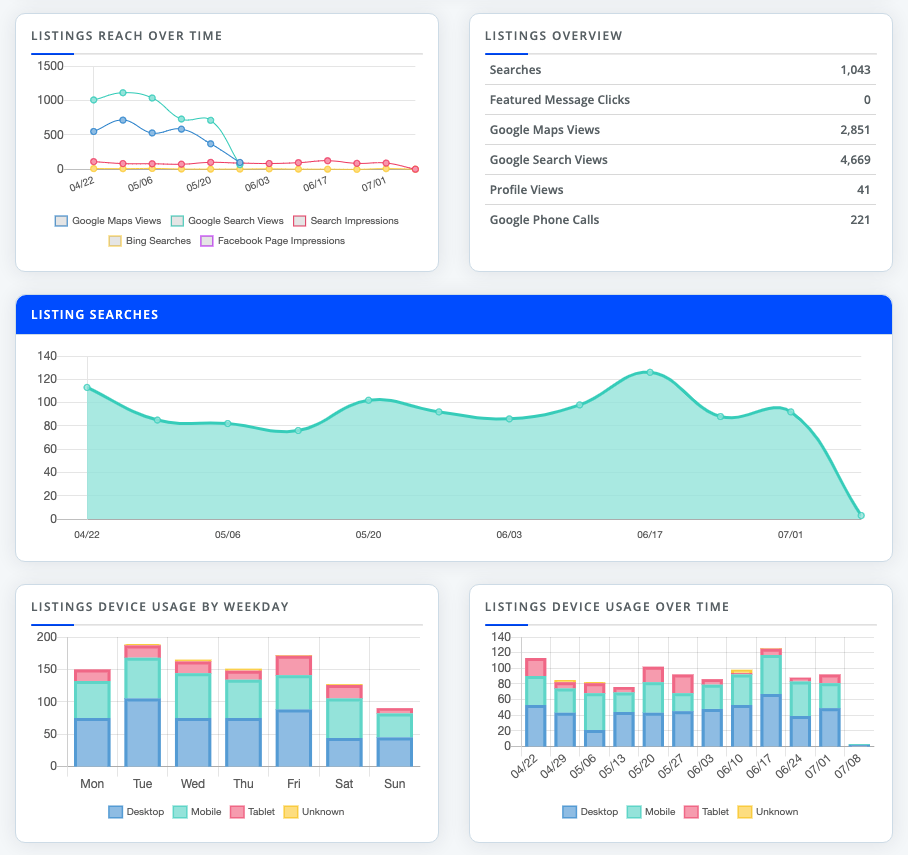 LISTINGS REACH OVER TIME
1500
1000
500
0
04/22 05/06 05/20 06/03 06/17 07/01
Google Maps Views Google Search Views Search Impressions
Bing Searches Facebook Page Impressions
LISTINGS OVERVIEW
Searches 1,043
Featured Message Clicks 0
Google Maps Views 2,851
Google Search Views 4,669
Profile Views 41
Google Phone Calls 221
LISTING SEARCHES
140
120
100
80
60
40
20
0
04/22 05/06 05/20 06/03 06/17 07/01
LISTINGS DEVICE USAGE BY WEEKDAY
200
150
100
50
0
Mon Tue Wed Thu Fri Sat Sun
Desktop Mobile Tablet Unknown
LISTINGS DEVICE USAGE OVER TIME
140
120
100
80
60
40
20
0
04/22 04/29 05/06 05/13 05/20 05/27 06/03 06/10 06/17 06/24 07/01 07/08
Desktop Mobile Tablet Unknown